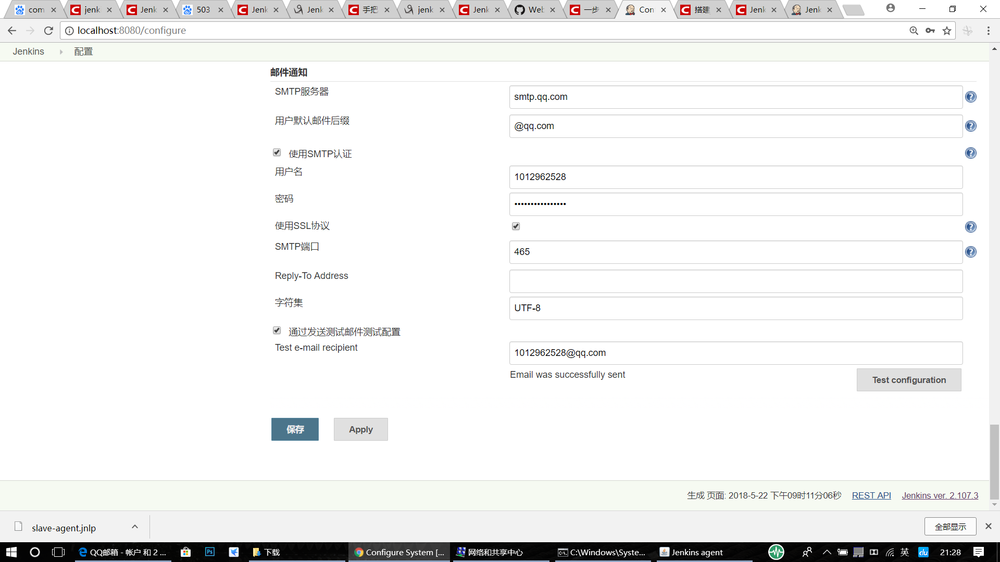 com
jenk
Jenk
503
Jenk
Jenk
手把
jenk
Jenk
Web
一步
Con
搭建
Jenk
Jenk
localhost:8080/configure
Jenkins
配置
邮件通知
SMTP服务器
smtp.qq.com
用户默认邮件后缀
@qq.com
使用SMTP认证
用户名
1012962528
密码
••••••••••••••••
使用SSL协议
SMTP端口
465
Reply-To Address
字符集
UTF-8
通过发送测试邮件测试配置
Test e-mail recipient
1012962528@qq.com
Email was successfully sent
Test configuration
保存
Apply
生成 页面: 2018-5-22 下午09时11分06秒
REST API
Jenkins ver. 2.107.3
slave-agent.jnlp
全部显示
QQ邮箱 - 帐户 和 2 ...
Ps
下载
Configure System [...
网络和共享中心
C:\Windows\Syste...
Jenkins agent
英
du
21:28